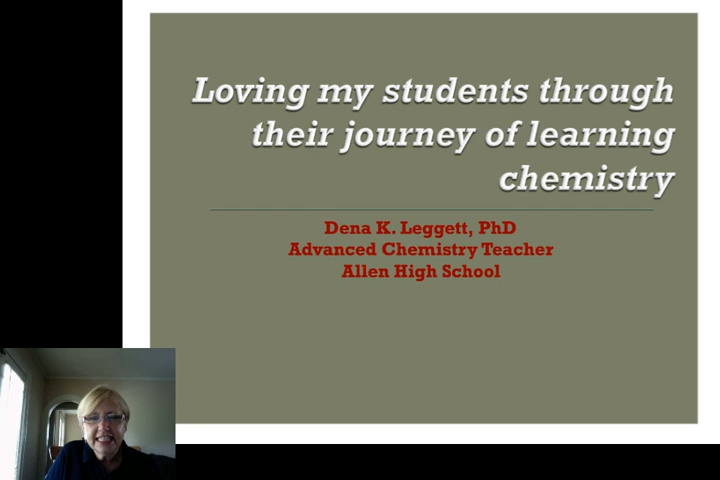 Loving my students through
their journey of learning
chemistry
Dena K. Leggett, PhD
Advanced Chemistry Teacher
Allen High School